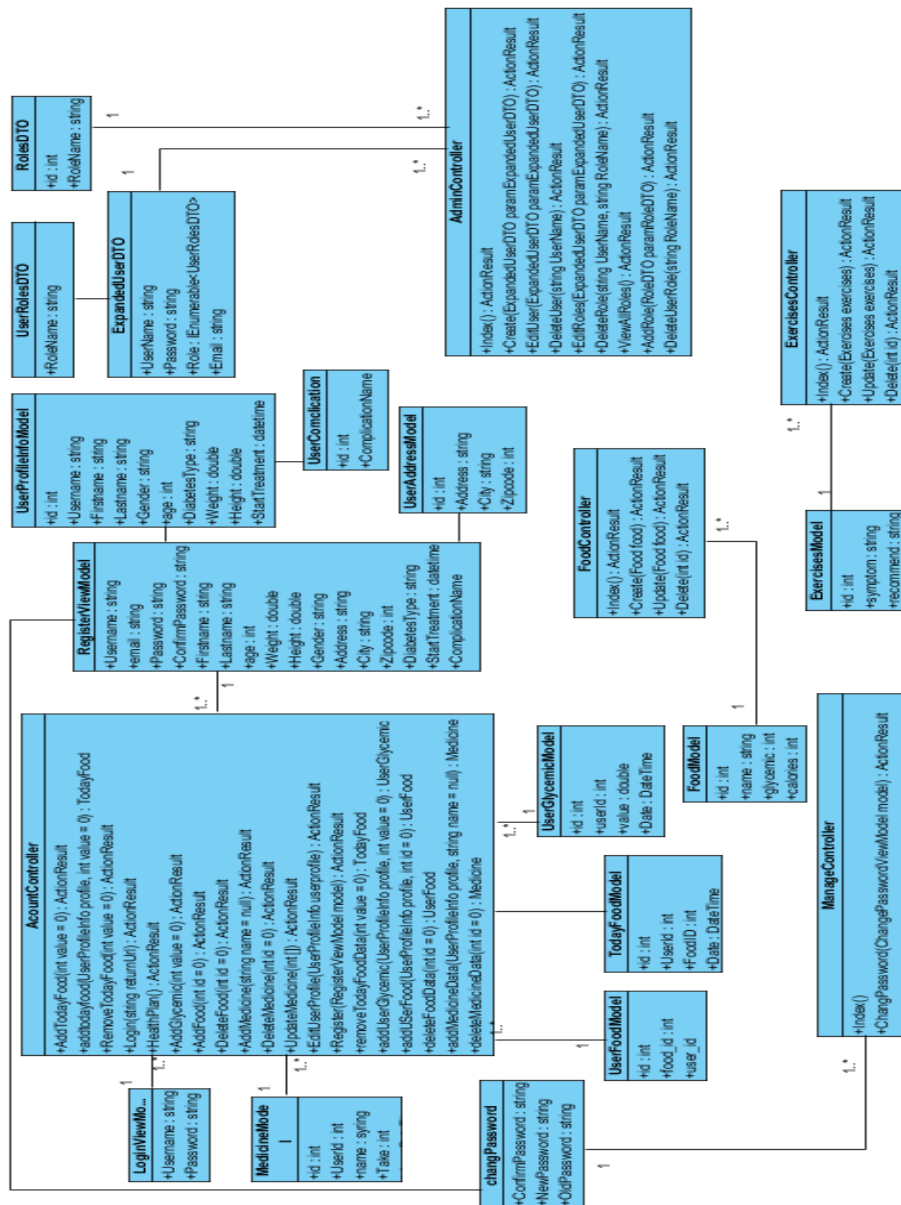 AcountController
+AddTodayFood(int value = 0) : ActionResult
+addtodayfood(UserProfileInfo profile, int value = 0) : TodayFood
+RemoveTodayFood(int value = 0) : ActionResult
+Login(string returnUrl) : ActionResult
+HealthPlan() : ActionResult
+AddGlycemic(int value = 0) : ActionResult
+AddFood(int id = 0) : ActionResult
+DeleteFood(int id = 0) : ActionResult
+AddMedicine(string name = null) : ActionResult
+DeleteMedicine(int id = 0) : ActionResult
+UpdateMedicine(int []) : ActionResult
+EditUserProfile(UserProfileInfo userprofile) : ActionResult
+Register(RegisterViewModel model) : ActionResult
+removeTodayFoodData(int value = 0) : TodayFood
+addUserGlycemic(UserProfileInfo profile, int value = 0) : UserGlycemic
+addUSerFood(UserProfileInfo profile, int id = 0) : UserFood
+deleteFoodData(int id = 0) : UserFood
+addMedicineData(UserProfileInfo profile, string name = null) : Medicine
+deleteMedicineData(int id = 0) : Medicine
RegisterViewModel
+Username : string
+email : string
+Password : string
+ConfirmPassword : string
+Firstname : string
+Lastname : string
+age : int
+Weight : double
+Height : double
+Gender : string
+Address : string
+City : string
+Zipcode : int
+DiabetesType : string
+StartTreatment : datetime
+ComplicationName
UserProfileInfoModel
+id : int
+Username : string
+Firstname : string
+Lastname : string
+Gender : string
+age : int
+DiabetesType : string
+Weight : double
+Height : double
+StartTreatment : datetime
UserRolesDTO
+RoleName : string
RolesDTO
+id : int
+RoleName : string
ExpandedUserDTO
+UserName : string
+Password : string
+Role : IEnumerable<UserRolesDTO>
+Email : string
1
1
LoginViewMo...
+Username : string
+Password : string
1
1..*
1..*
1
MedicineMode
l
+id : int
+UserId : int
+name : syring
+Take : int
1
1..*
UserComclication
+id : int
+ComplicationName
UserAddressModel
+id : int
+Address : string
+City : string
+Zipcode : int
1..*
1..*
AdminController
+Index() : ActionResult
+Create(ExpandedUserDTO paramExpandedUserDTO) : ActionResult
+EditUser(ExpandedUserDTO paramExpandedUserDTO) : ActionResult
+DeleteUser(string UserName) : ActionResult
+EditRoles(ExpandedUserDTO paramExpandedUserDTO) : ActionResult
+DeleteRole(string UserName, string RoleName) : ActionResult
+ViewAllRoles() : ActionResult
+AddRole(RoleDTO paramRoleDTO) : ActionResult
+DeleteUserRole(string RoleName) : ActionResult
changPassword
+ConfirmPassword : string
+NewPassword : string
+OldPassword : string
1..
1..*
1
1
UserFoodModel
+id : int
+food_id : int
+user_id
TodayFoodModel
+id : int
+UserId : int
+FoodID : int
+Date : DateTime
UserGlycemicModel
+id : int
+userId : int
+value : double
+Date : DateTime
FoodController
+Index() : ActionResult
+Create(Food food) : ActionResult
+Update(Food food) : ActionResult
+Delete(int id) : ActionResult
1..*
1
FoodModel
+id : int
+name : string
+glycemic : int
+calories : int
1
1..*
ManageController
+Index()
+ChangPassword(ChangePasswordViewModel model) : ActionResult
ExercisesController
+Index() : ActionResult
+Create(Exercises exercises) : ActionResult
+Update(Exercises exercises) : ActionResult
+Delete(int id) : ActionResult
1..*
1
ExercisesModel
+id : int
+symptom : string
+recommend : string